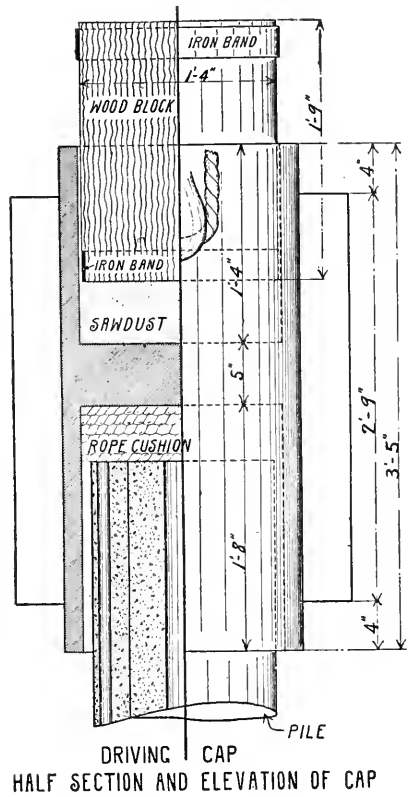 IRON BAND
1'-4"
WOOD BLOCK
1'-9"
4"
IRON BAND
1'-4"
SAWDUST
5"
2'-9"
3'-5"
ROPE CUSHION
1'-8"
4"
PILE
DRIVING CAP
HALF SECTION AND ELEVATION OF CAP